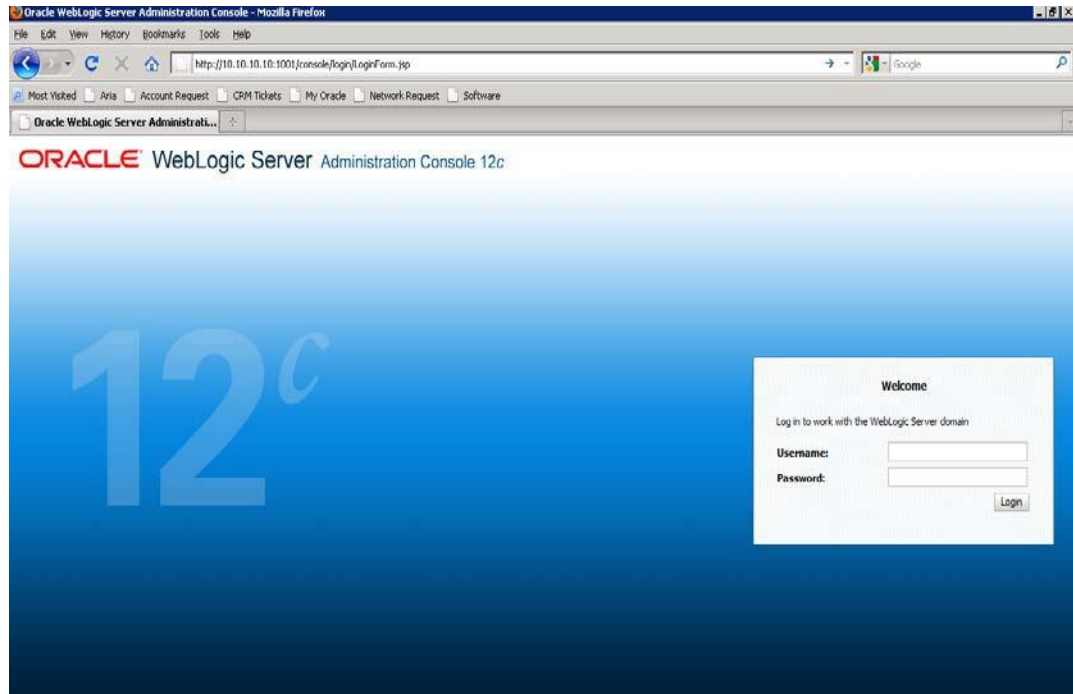 Oracle WebLogic Server Administration Console - Mozilla Firefox
File Edit View History Bookmarks Tools Help
http://10.10.10.10:1001/console/login/LoginForm.jsp
Google
Most Visited Aria Account Request CRM Tickets My Oracle Network Request Software
Oracle WebLogic Server Administrati...
ORACLE WebLogic Server Administration Console 12c
12c
Welcome
Log in to work with the WebLogic Server domain
Username:
Password:
Login